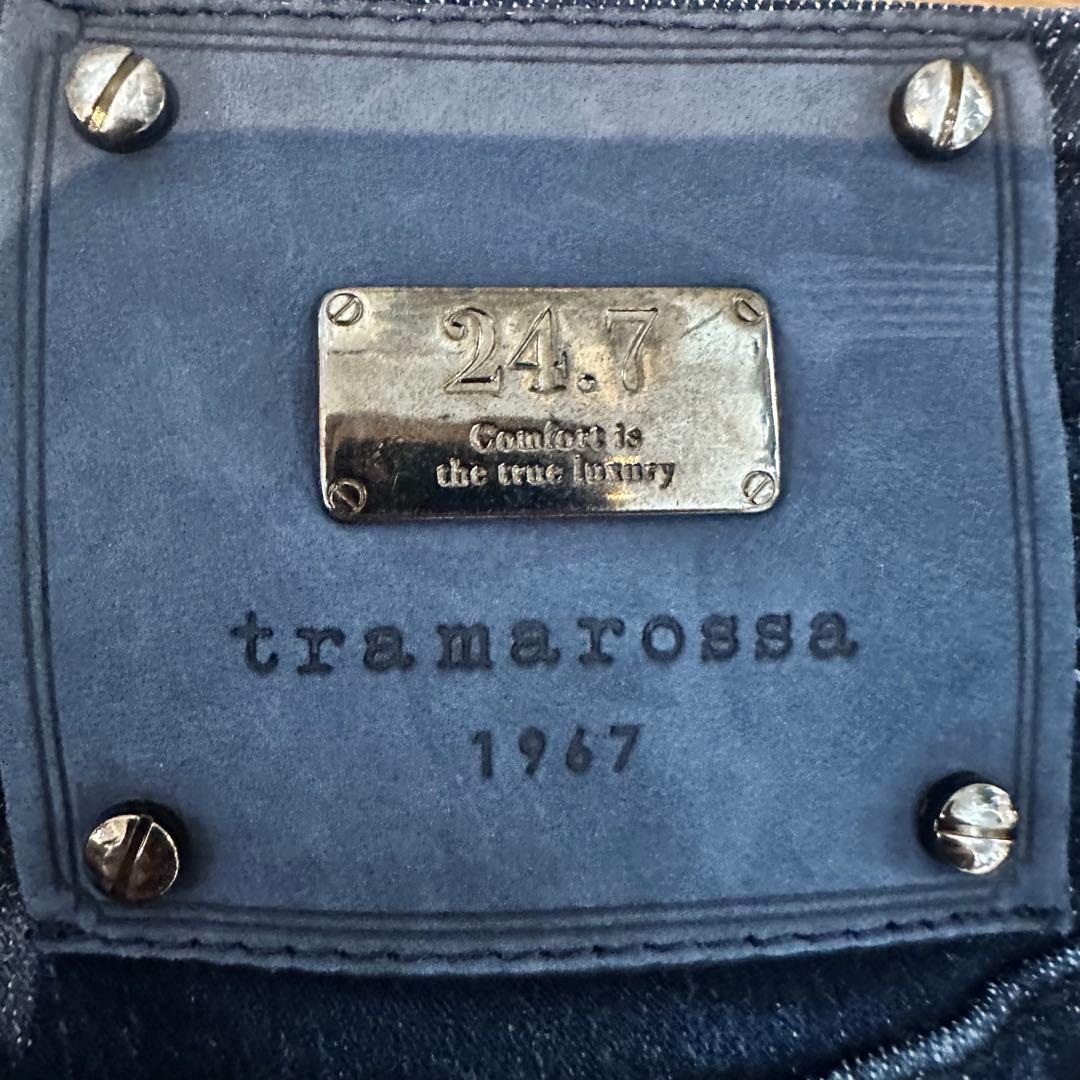 24.7
Comfort is
the true luxury
tramarossa
1967